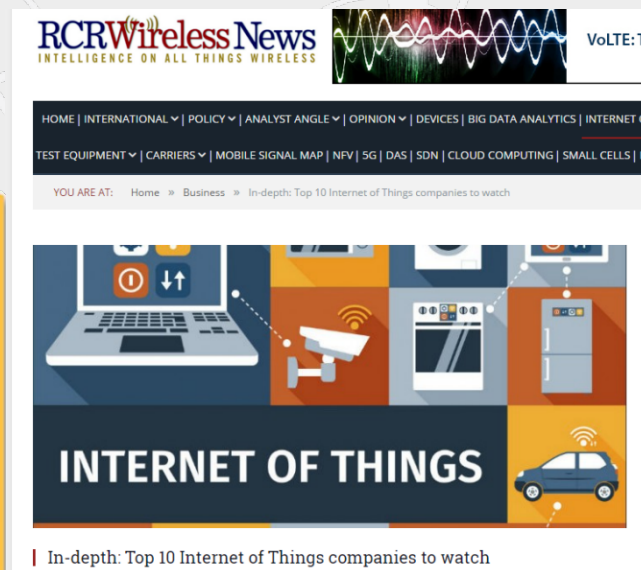 RCRWireless News
INTELLIGENCE ON ALL THINGS WIRELESS
VoLTE:
HOME | INTERNATIONAL | POLICY | ANALYST ANGLE | OPINION | DEVICES | BIG DATA ANALYTICS | INTERNET
TEST EQUIPMENT | CARRIERS | MOBILE SIGNAL MAP | NFV | 5G | DAS | SDN | CLOUD COMPUTING | SMALL CELLS |
YOU ARE AT: Home » Business » In-depth: Top 10 Internet of Things companies to watch
INTERNET OF THINGS
In-depth: Top 10 Internet of Things companies to watch